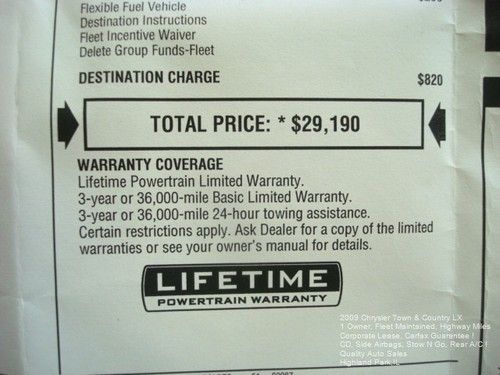 Flexible Fuel Vehicle
Destination Instructions
Fleet Incentive Waiver
Delete Group Funds-Fleet
DESTINATION CHARGE $820
TOTAL PRICE: * $29,190
WARRANTY COVERAGE
Lifetime Powertrain Limited Warranty.
3-year or 36,000-mile Basic Limited Warranty.
3-year or 36,000-mile 24-hour towing assistance.
Certain restrictions apply. Ask Dealer for a copy of the limited
warranties or see your owner's manual for details.
LIFETIME
POWERTRAIN WARRANTY
2009 Chrysler Town & Country LX
1 Owner, Fleet Maintained, Highway Miles
Corporate Lease, Carfax Guarantee !
CD, Side Airbags, Stow N Go, Rear A/C !
Quality Auto Sales
Highland Park IL